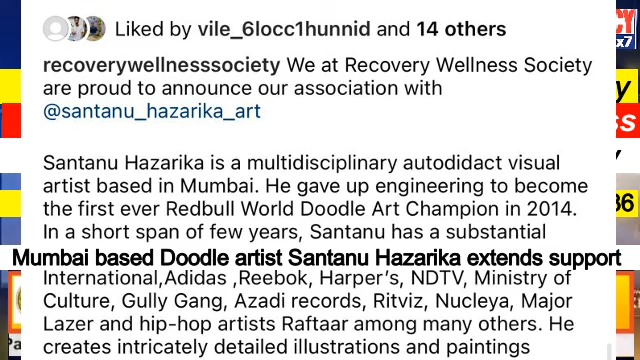 Liked by vile_6locc1hunnid and 14 others
recoverywellnesssociety We at Recovery Wellness Society
are proud to announce our association with
@santanu_hazarika_art
Santanu Hazarika is a multidisciplinary autodidact visual
artist based in Mumbai. He gave up engineering to become
the first ever Redbull World Doodle Art Champion in 2014.
In a short span of few years, Santanu has a substantial
Mumbai based Doodle artist Santanu Hazarika extends support
International,Adidas ,Reebok, Harper's, NDTV, Ministry of
Culture, Gully Gang, Azadi records, Ritviz, Nucleya, Major
Lazer and hip-hop artists Raftaar among many others. He
creates intricately detailed illustrations and paintings